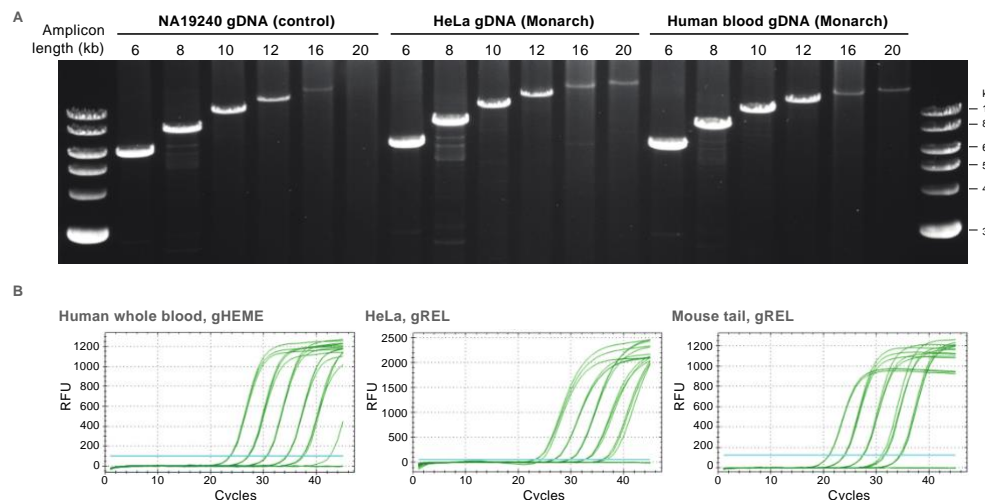 A
NA19240 gDNA (control) HeLa gDNA (Monarch) Human blood gDNA (Monarch)
Amplicon
length (kb) 6 8 10 12 16 20 6 8 10 12 16 20 6 8 10 12 16 20
6
5
4
3
B
Human whole blood, gHEME
1200
1000
800
600
400
200
0
RFU
10 20 30 40
Cycles
HeLa, gREL
2500
2000
1500
1000
500
0
RFU
10 20 30 40
Cycles
Mouse tail, gREL
1200
1000
800
600
400
200
0
RFU
10 20 30 40
Cycles